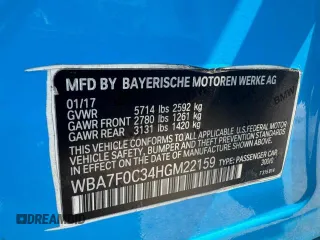 MFD BY BAYERISCHE MOTOREN WERKE AG
01/17
GVWR 5714 lbs 2592 kg
GAWR FRONT 2780 lbs 1261 kg
GAWR REAR 3131 lbs 1420 kg
THIS VEHICLE CONFORMS TO ALL APPLICABLE U.S. FEDERAL MOTOR
VEHICLE SAFETY, BUMPER, AND THEFT PREVENTION STANDARDS
IN EFFECT ON THE DATE OF MANUFACTURE SHOWN ABOVE.
WBA7F0C34HGM22159
TYPE: PASSENGER CAR
BMW
DREAMBID